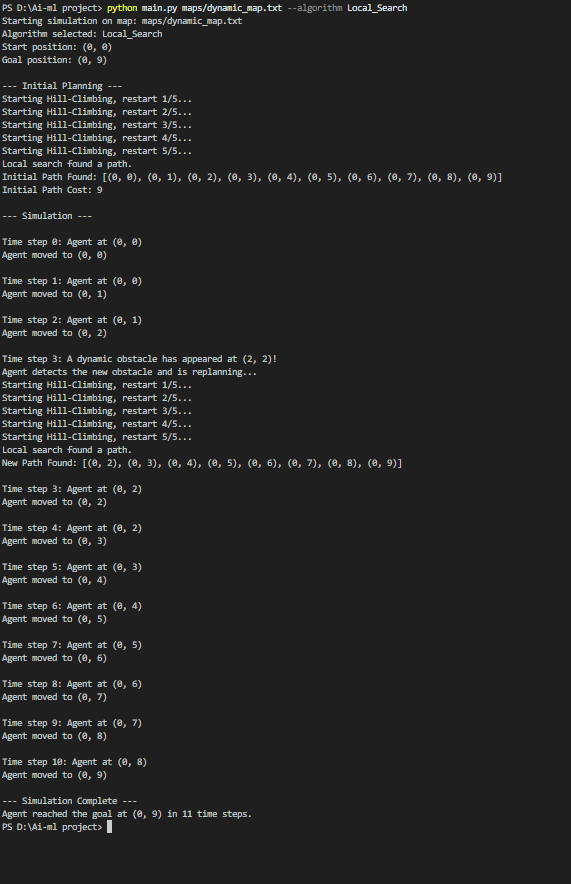 PS D:\Ai-ml project> python main.py maps/dynamic_map.txt --algorithm Local_Search
Starting simulation on map: maps/dynamic_map.txt
Algorithm selected: Local_Search
Start position: (0, 0)
Goal position: (0, 9)
--- Initial Planning ---
Starting Hill-Climbing, restart 1/5...
Starting Hill-Climbing, restart 2/5...
Starting Hill-Climbing, restart 3/5...
Starting Hill-Climbing, restart 4/5...
Starting Hill-Climbing, restart 5/5...
Local search found a path.
Initial Path Found: [(0, 0), (0, 1), (0, 2), (0, 3), (0, 4), (0, 5), (0, 6), (0, 7), (0, 8), (0, 9)]
Initial Path Cost: 9
--- Simulation ---
Time step 0: Agent at (0, 0)
Agent moved to (0, 0)
Time step 1: Agent at (0, 0)
Agent moved to (0, 1)
Time step 2: Agent at (0, 1)
Agent moved to (0, 2)
Time step 3: A dynamic obstacle has appeared at (2, 2)!
Agent detects the new obstacle and is replanning...
Starting Hill-Climbing, restart 1/5...
Starting Hill-Climbing, restart 2/5...
Starting Hill-Climbing, restart 3/5...
Starting Hill-Climbing, restart 4/5...
Starting Hill-Climbing, restart 5/5...
Local search found a path.
New Path Found: [(0, 2), (0, 3), (0, 4), (0, 5), (0, 6), (0, 7), (0, 8), (0, 9)]
Time step 3: Agent at (0, 2)
Agent moved to (0, 2)
Time step 4: Agent at (0, 2)
Agent moved to (0, 3)
Time step 5: Agent at (0, 3)
Agent moved to (0, 4)
Time step 6: Agent at (0, 4)
Agent moved to (0, 5)
Time step 7: Agent at (0, 5)
Agent moved to (0, 6)
Time step 8: Agent at (0, 6)
Agent moved to (0, 7)
Time step 9: Agent at (0, 7)
Agent moved to (0, 8)
Time step 10: Agent at (0, 8)
Agent moved to (0, 9)
--- Simulation Complete ---
Agent reached the goal at (0, 9) in 11 time steps.
PS D:\Ai-ml project>